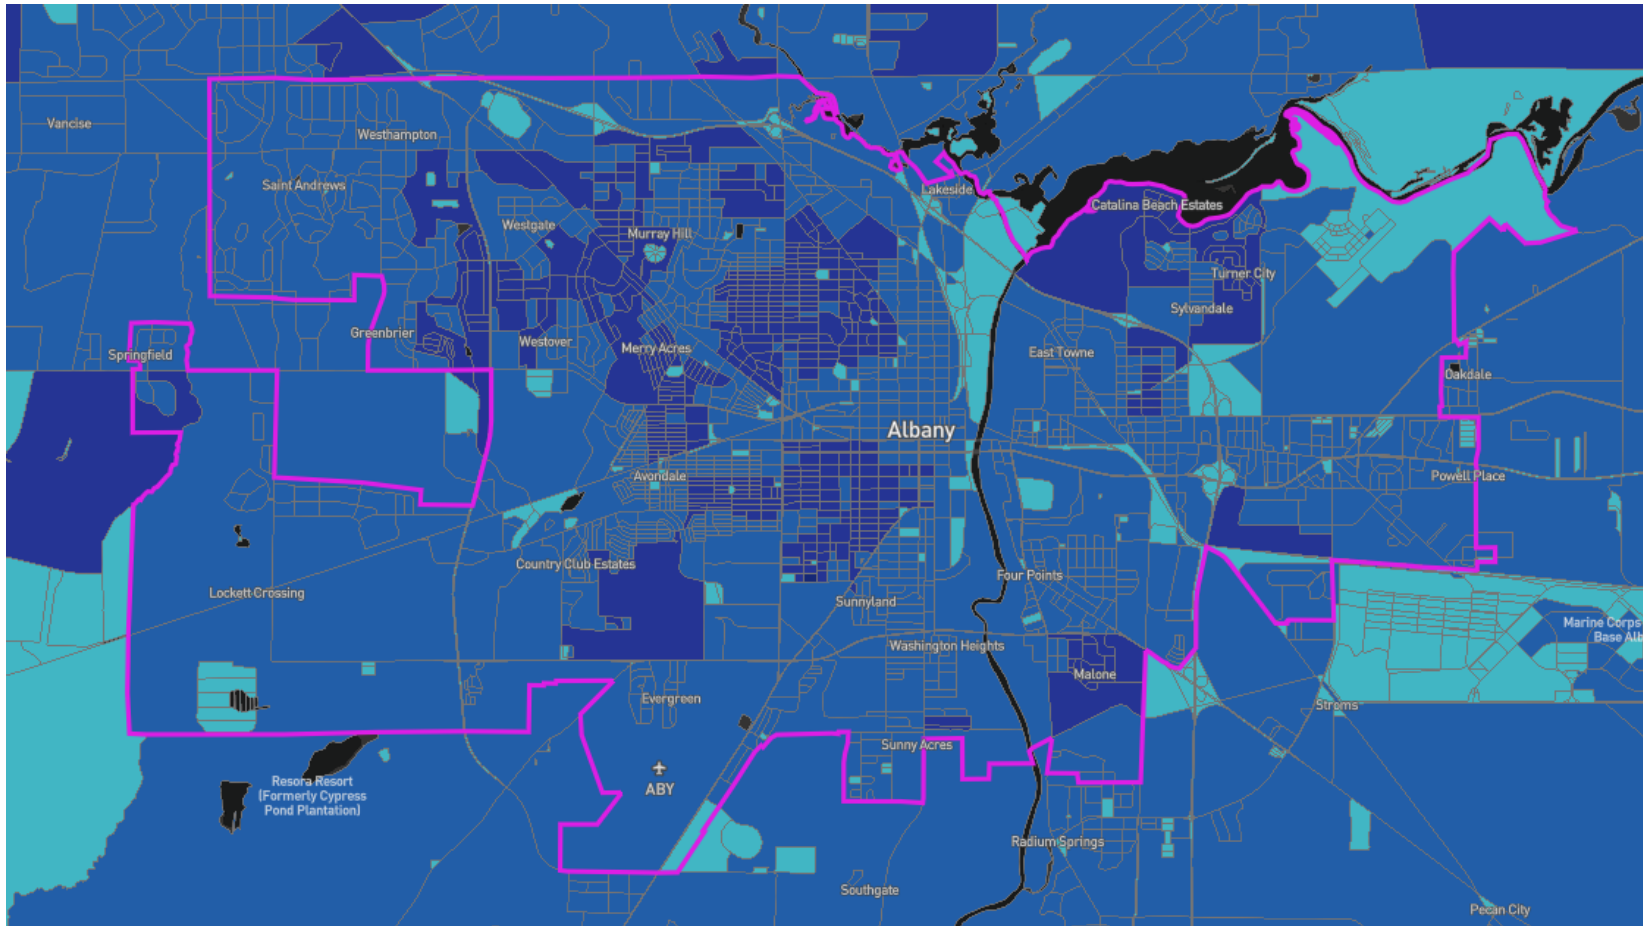 Vancise
Westhampton
Saint Andrews
Lakeside
Catalina Beach Estates
Westgate
Murray Hill
Turner City
Sylvandale
Greenbrier
Springfield
Westover
Merry Acres
East Towne
Oakdale
Albany
Avondale
Powell Place
Country Club Estates
Four Points
Lockett Crossing
Sunnyland
Marine Corps
Base Alb
Washington Heights
Malone
Evergreen
Stroms
Sunny Acres
ABY
Resora Resort
(Formerly Cypress
Pond Plantation)
Radium Springs
Southgate
Pecan City